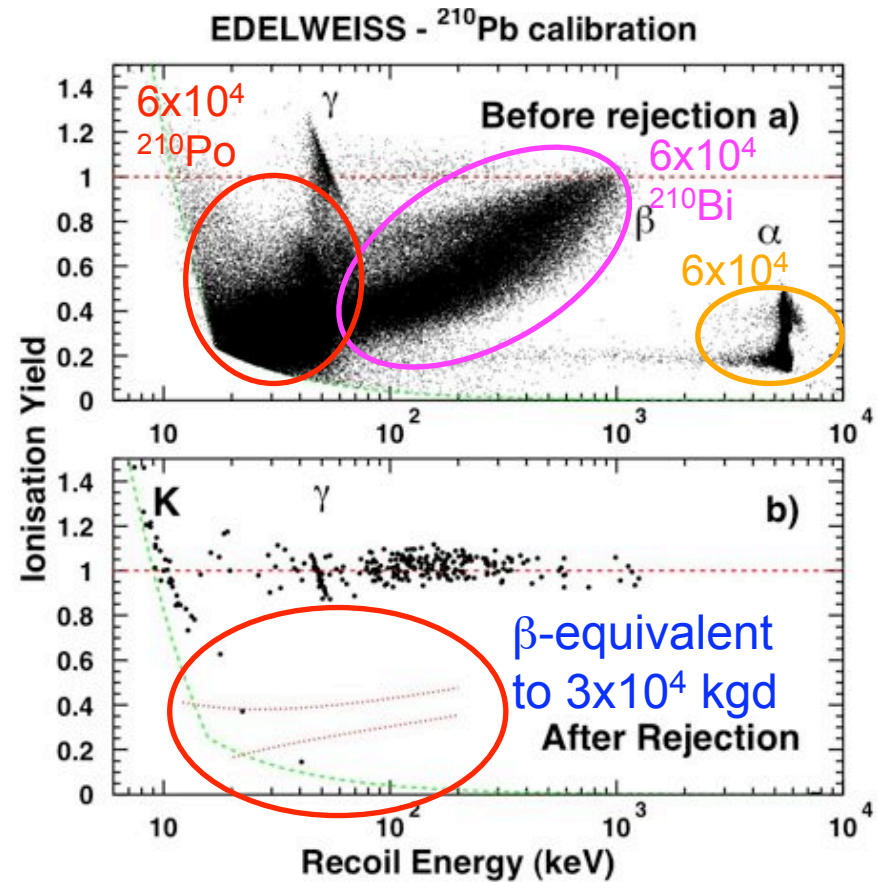 EDELWEISS - ²¹⁰Pb calibration
Ionisation Yield
1.4
1.2
1
0.8
0.6
0.4
0.2
0
6x10⁴
²¹⁰Po
γ
Before rejection a)
6x10⁴
²¹⁰Bi
β
α
6x10⁴
10
10²
10³
10⁴
1.4
1.2
1
0.8
0.6
0.4
0.2
0
K
γ
b)
β-equivalent
to 3x10⁴ kgd
After Rejection
10
10²
10³
10⁴
Recoil Energy (keV)